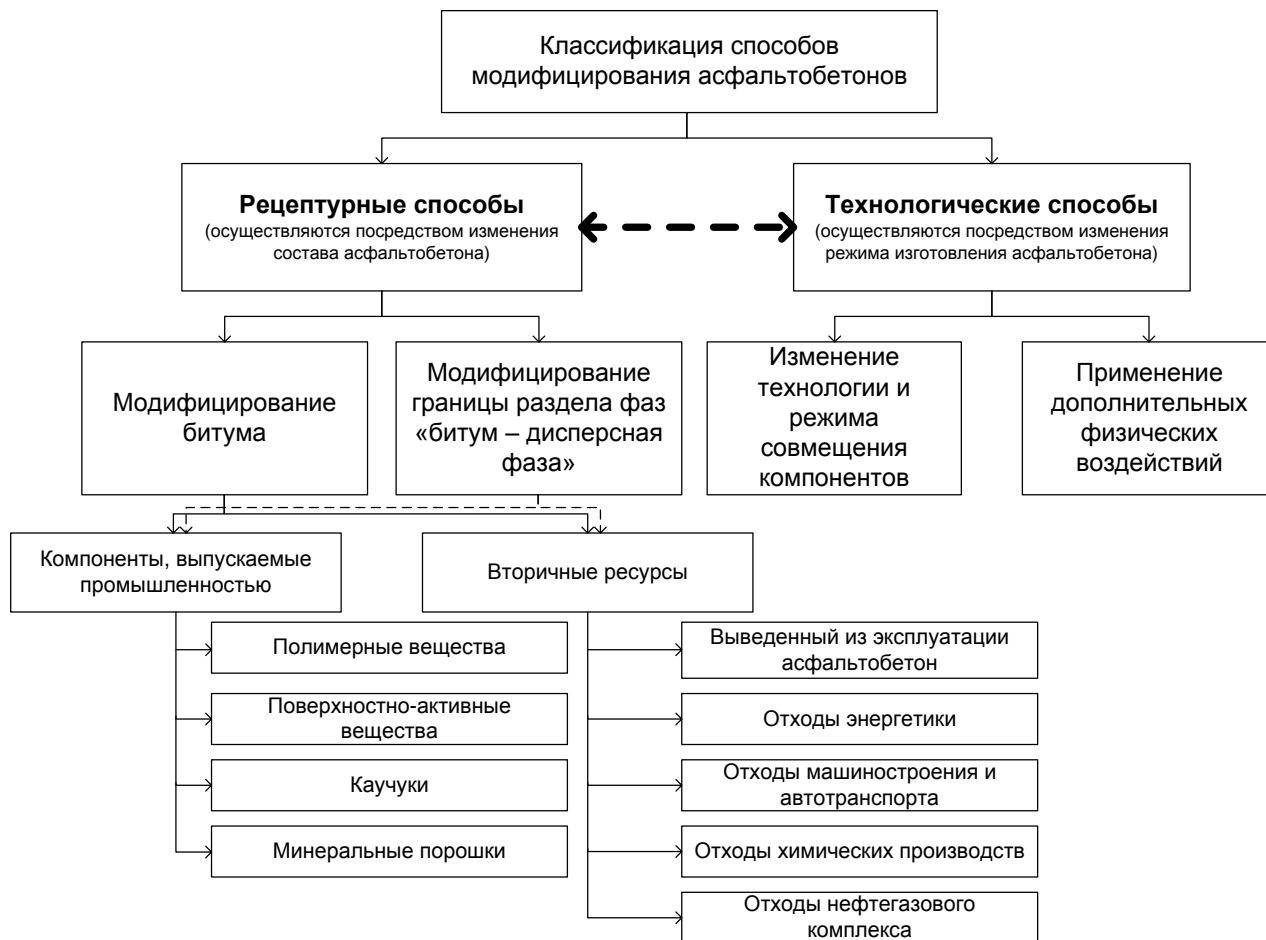 Классификация способов
модифицирования асфальтобетонов
Рецептурные способы
(осуществляются посредством изменения
состава асфальтобетона)
Технологические способы
(осуществляются посредством изменения
режима изготовления асфальтобетона)
Модифицирование
битума
Модифицирование
границы раздела фаз
«битум – дисперсная
фаза»
Изменение
технологии и
режима
совмещения
компонентов
Применение
дополнительных
физических
воздействий
Компоненты, выпускаемые
промышленностью
Вторичные ресурсы
Полимерные вещества
Поверхностно-активные
вещества
Каучуки
Минеральные порошки
Выведенный из эксплуатации
асфальтобетон
Отходы энергетики
Отходы машиностроения и
автотранспорта
Отходы химических производств
Отходы нефтегазового
комплекса